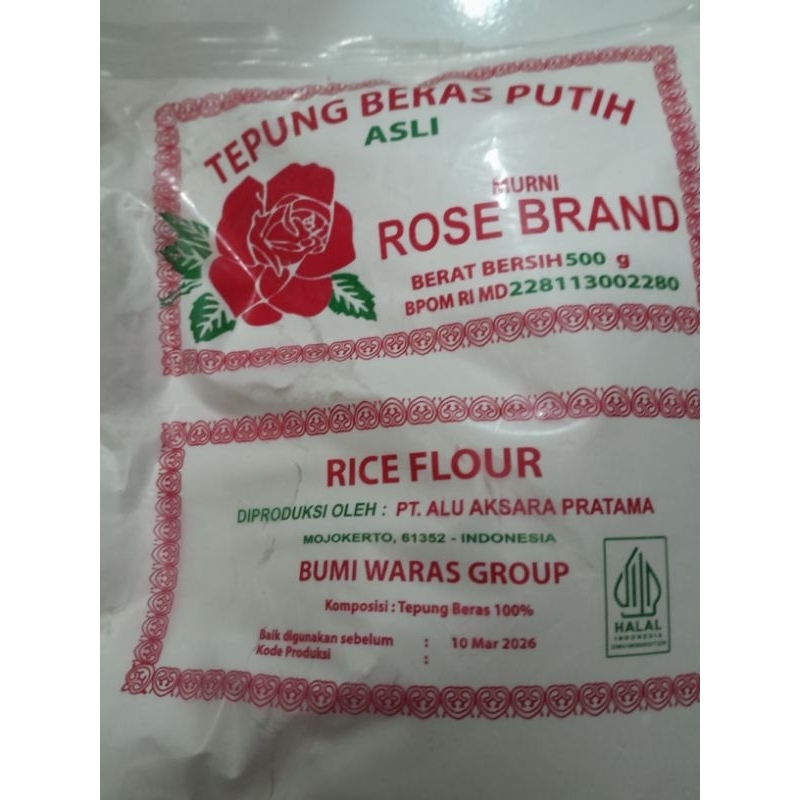 TEPUNG BERAS PUTIH
ASLI
MURNI
ROSE BRAND
BERAT BERSIH 500 g
BPOM RI MD 228113002280
RICE FLOUR
DIPRODUKSI OLEH : PT. ALU AKSARA PRATAMA
MOJOKERTO, 61352 - INDONESIA
BUMI WARAS GROUP
Komposisi : Tepung Beras 100%
Baik digunakan sebelum : 10 Mar 2026
Kode Produksi :
HALAL
INDONESIA